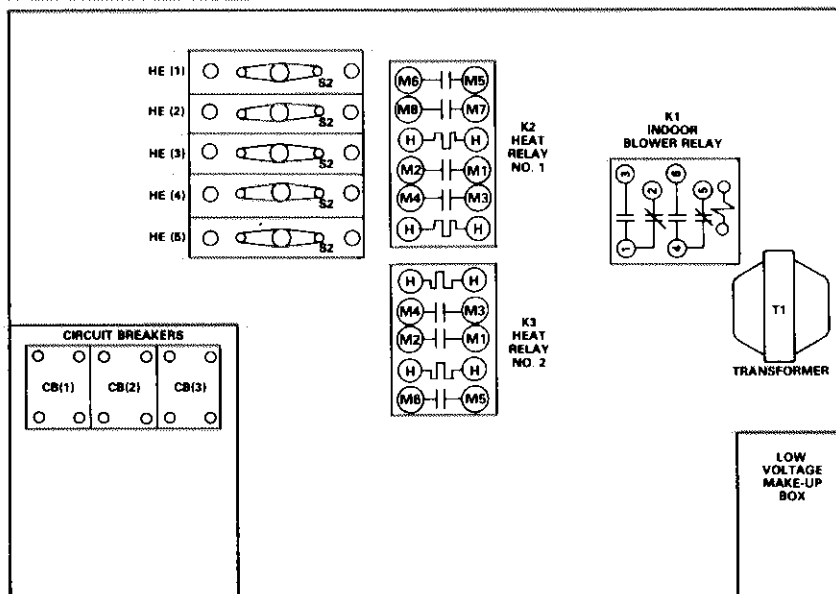 HE (1)
S2
HE (2)
S2
HE (3)
S2
HE (4)
S2
HE (5)
S2
M6 M5
M8 M7
H H
M2 M1
M4 M3
H H
K2
HEAT
RELAY
NO. 1
K1
INDOOR
BLOWER RELAY
3 2 6 5
1 4
T1
TRANSFORMER
H H
M4 M3
M2 M1
H H
M6 M5
K3
HEAT
RELAY
NO. 2
CIRCUIT BREAKERS
CB(1) CB(2) CB(3)
LOW
VOLTAGE
MAKE-UP
BOX